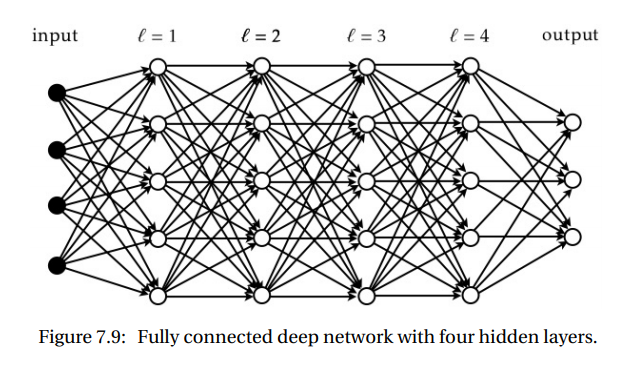 input ℓ = 1 ℓ = 2 ℓ = 3 ℓ = 4 output
Figure 7.9: Fully connected deep network with four hidden layers.